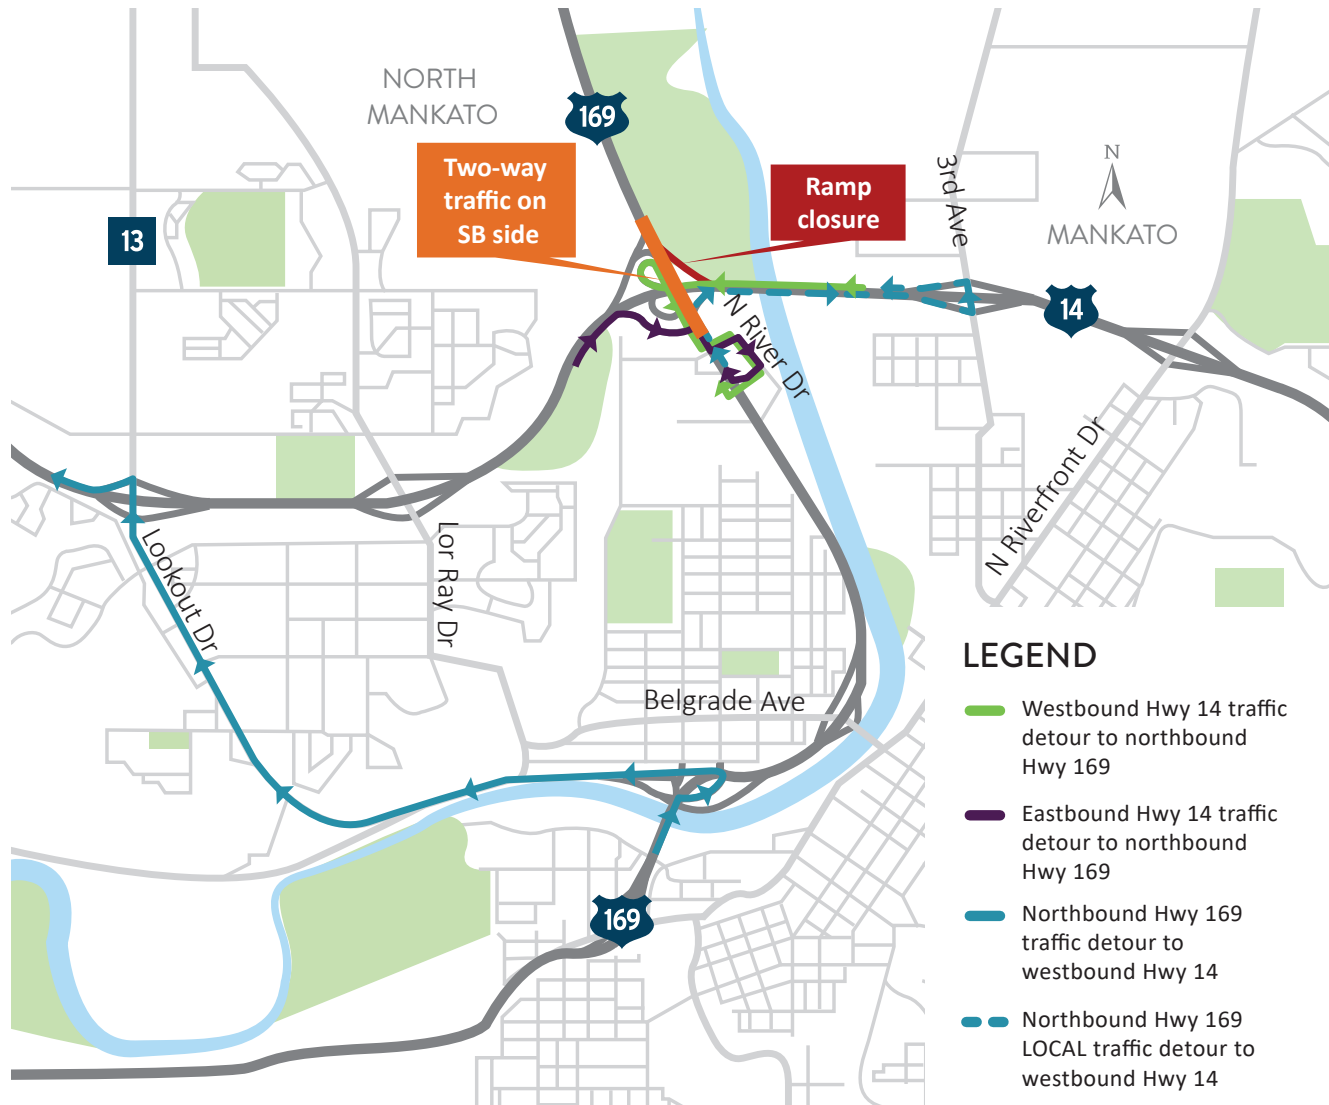 NORTH
MANKATO
169
Two-way
traffic on
SB side
Ramp
closure
3rd Ave
N
MANKATO
13
14
N River Dr
N Riverfront Dr
Lookout Dr
Lor Ray Dr
Belgrade Ave
169
LEGEND
Westbound Hwy 14 traffic
detour to northbound
Hwy 169
Eastbound Hwy 14 traffic
detour to northbound
Hwy 169
Northbound Hwy 169
traffic detour to
westbound Hwy 14
Northbound Hwy 169
LOCAL traffic detour to
westbound Hwy 14